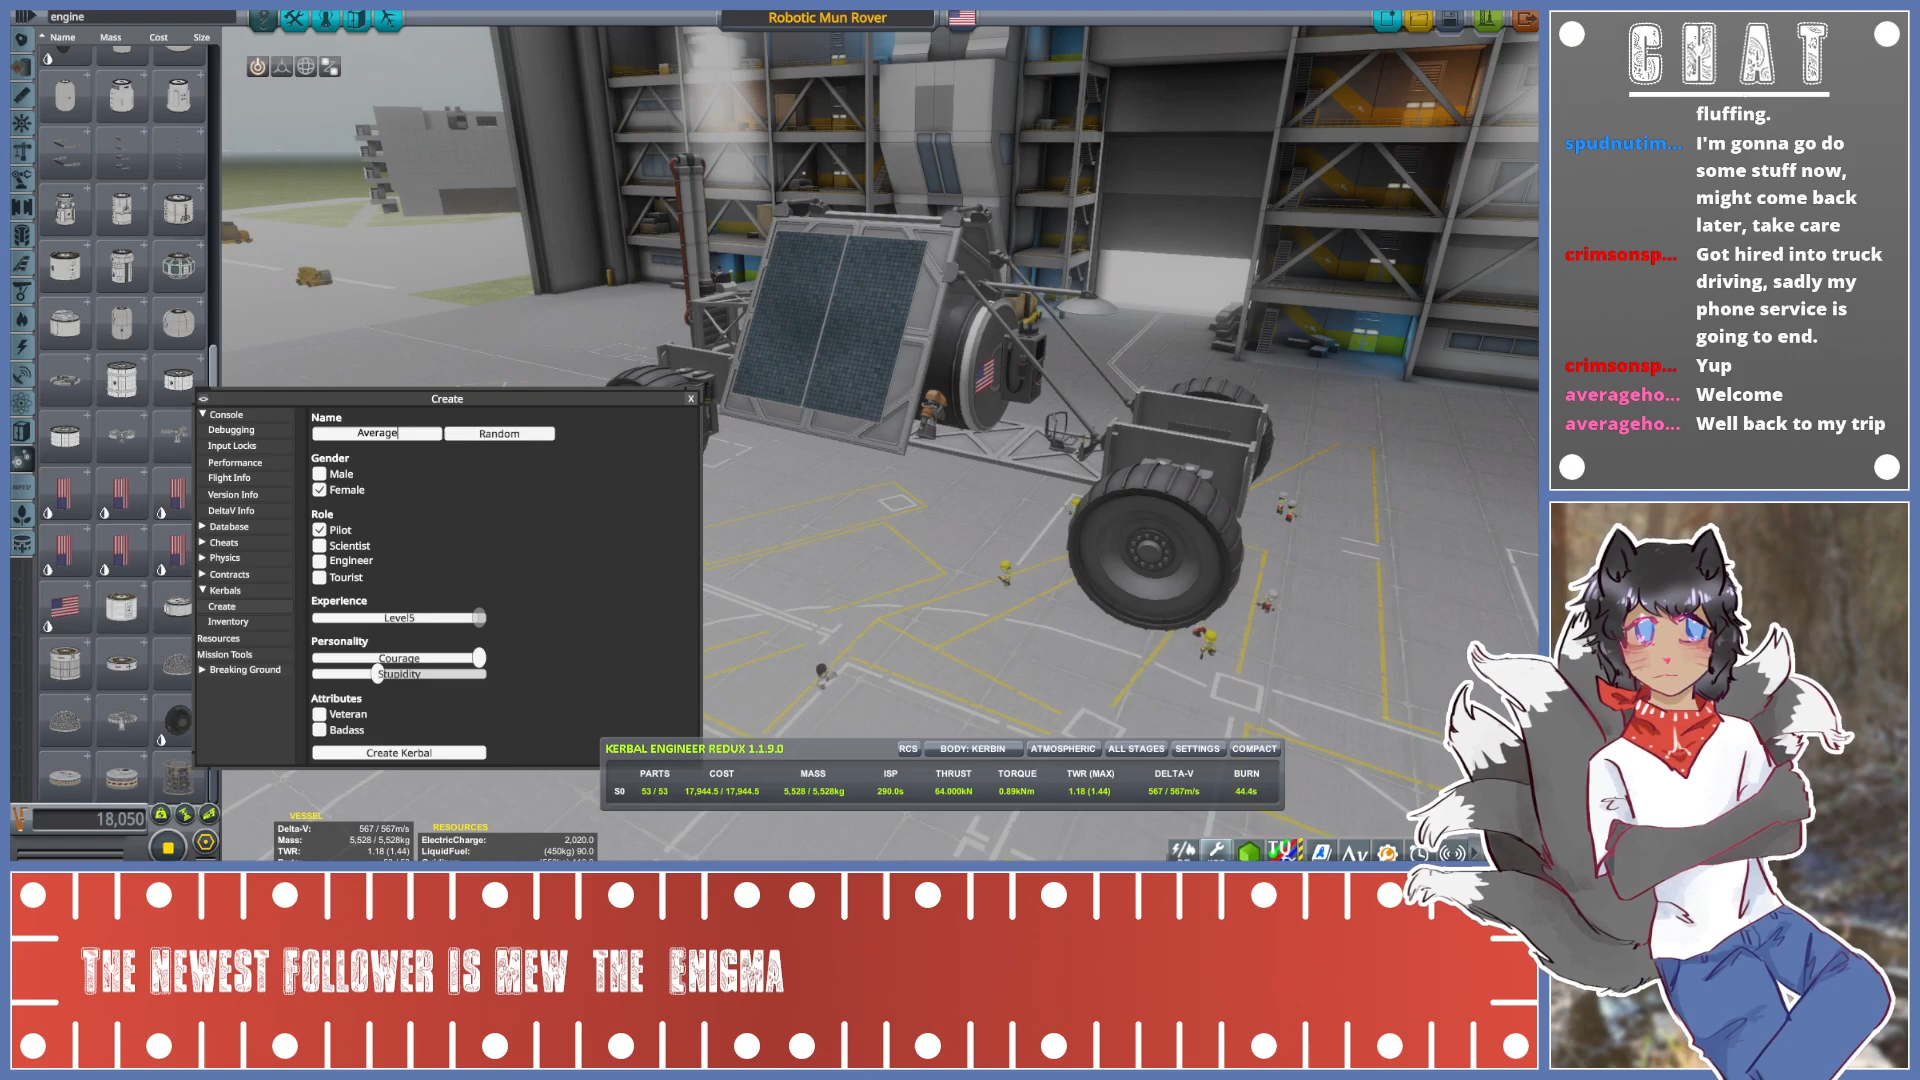 engine
Robotic Mun Rover
Name Mass Cost Size
Create X
Console
Debugging
Input Locks
Performance
Flight Info
Version Info
DeltaV Info
Database
Cheats
Physics
Contracts
Kerbals
Create
Inventory
Resources
Mission Tools
Breaking Ground
Name
Average Random
Gender
Male
Female
Role
Pilot
Scientist
Engineer
Tourist
Experience
Level5
Personality
Courage
Stupidity
Attributes
Veteran
Badass
Create Kerbal
KERBAL ENGINEER REDUX 1.1.9.0 RCS BODY: KERBIN ATMOSPHERIC ALL STAGES SETTINGS COMPACT
PARTS COST MASS ISP THRUST TORQUE TWR (MAX) DELTA-V BURN
S0 53 / 53 17,944.5 / 17,944.5 5,528 / 5,528kg 290.0s 64.000kN 0.89kNm 1.18 (1.44) 567 / 567m/s 44.4s
18,050
VESSEL
Delta-V: 567 / 567m/s
Mass: 5,528 / 5,528kg
TWR: 1.18 (1.44)
RESOURCES
ElectricCharge: 2,020.0
LiquidFuel: (450kg) 90.0
CHAT
fluffing.
spudnutim... I'm gonna go do
some stuff now,
might come back
later, take care
crimsonsp... Got hired into truck
driving, sadly my
phone service is
going to end.
crimsonsp... Yup
averageho... Welcome
averageho... Well back to my trip
The Newest Follower Is Mew the Enigma